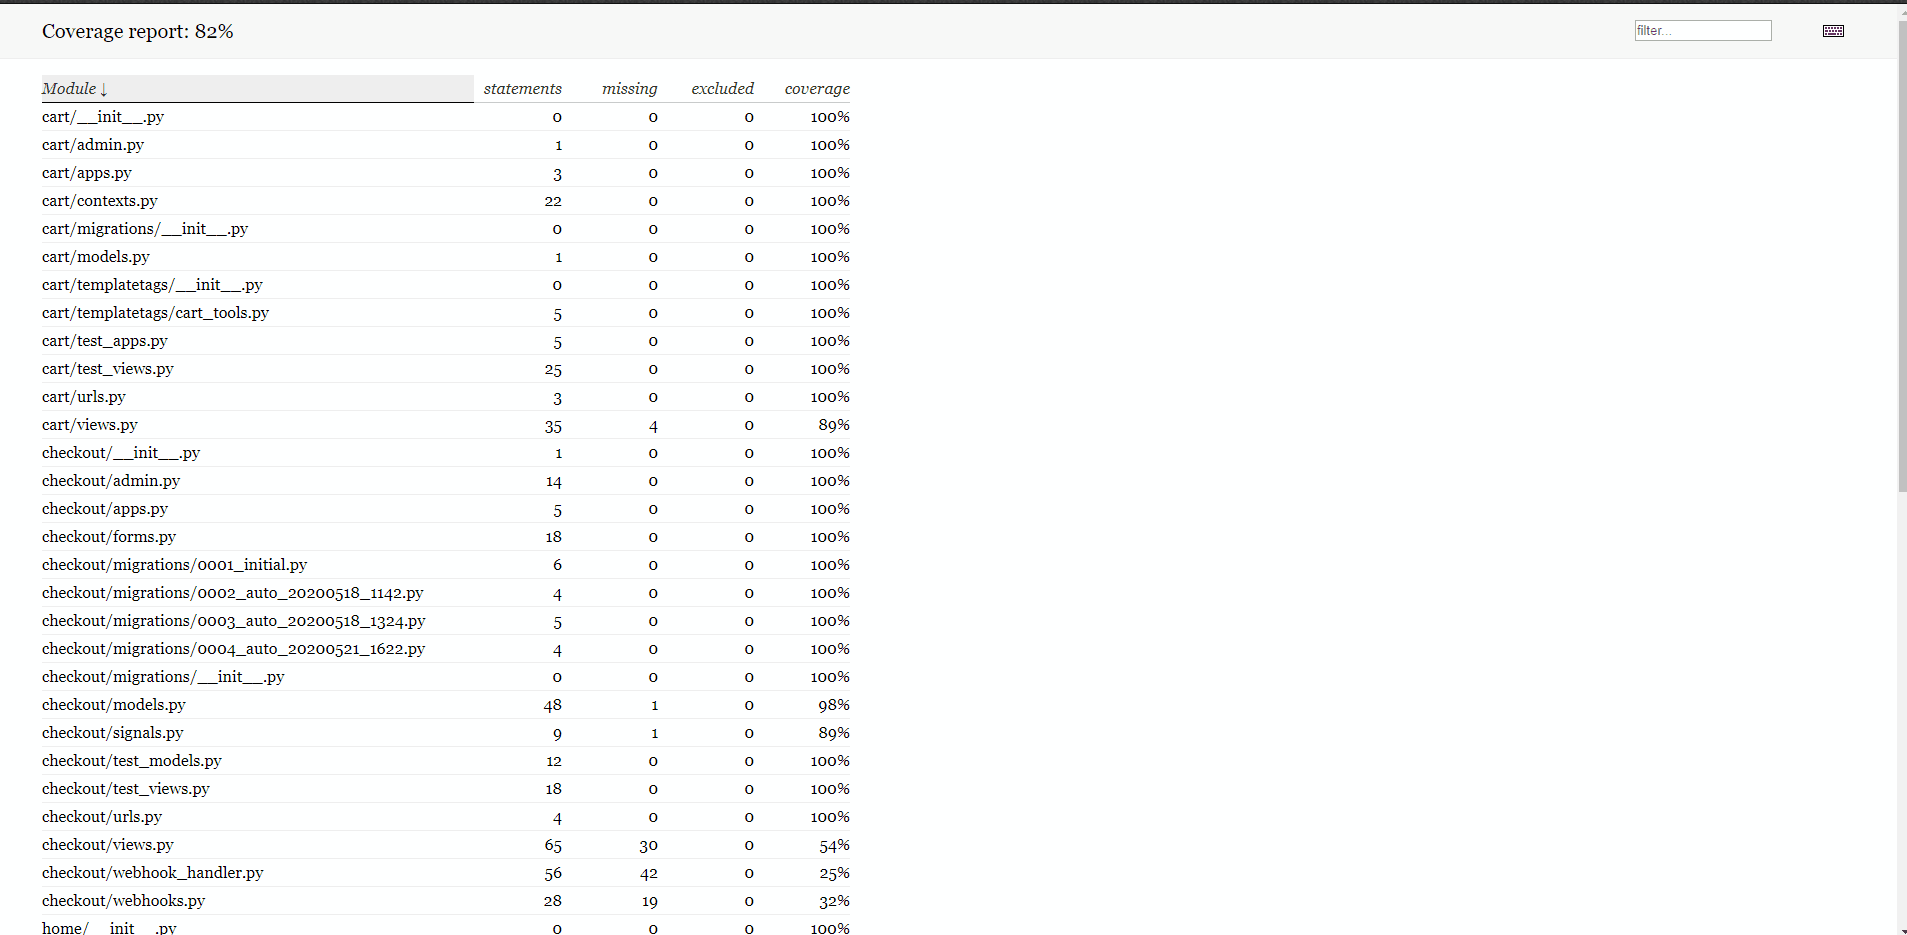 Coverage report: 82%
filter...
Module ↓ statements missing excluded coverage
cart/__init__.py 0 0 0 100%
cart/admin.py 1 0 0 100%
cart/apps.py 3 0 0 100%
cart/contexts.py 22 0 0 100%
cart/migrations/__init__.py 0 0 0 100%
cart/models.py 1 0 0 100%
cart/templatetags/__init__.py 0 0 0 100%
cart/templatetags/cart_tools.py 5 0 0 100%
cart/test_apps.py 5 0 0 100%
cart/test_views.py 25 0 0 100%
cart/urls.py 3 0 0 100%
cart/views.py 35 4 0 89%
checkout/__init__.py 1 0 0 100%
checkout/admin.py 14 0 0 100%
checkout/apps.py 5 0 0 100%
checkout/forms.py 18 0 0 100%
checkout/migrations/0001_initial.py 6 0 0 100%
checkout/migrations/0002_auto_20200518_1142.py 4 0 0 100%
checkout/migrations/0003_auto_20200518_1324.py 5 0 0 100%
checkout/migrations/0004_auto_20200521_1622.py 4 0 0 100%
checkout/migrations/__init__.py 0 0 0 100%
checkout/models.py 48 1 0 98%
checkout/signals.py 9 1 0 89%
checkout/test_models.py 12 0 0 100%
checkout/test_views.py 18 0 0 100%
checkout/urls.py 4 0 0 100%
checkout/views.py 65 30 0 54%
checkout/webhook_handler.py 56 42 0 25%
checkout/webhooks.py 28 19 0 32%
home/__init__.py 0 0 0 100%